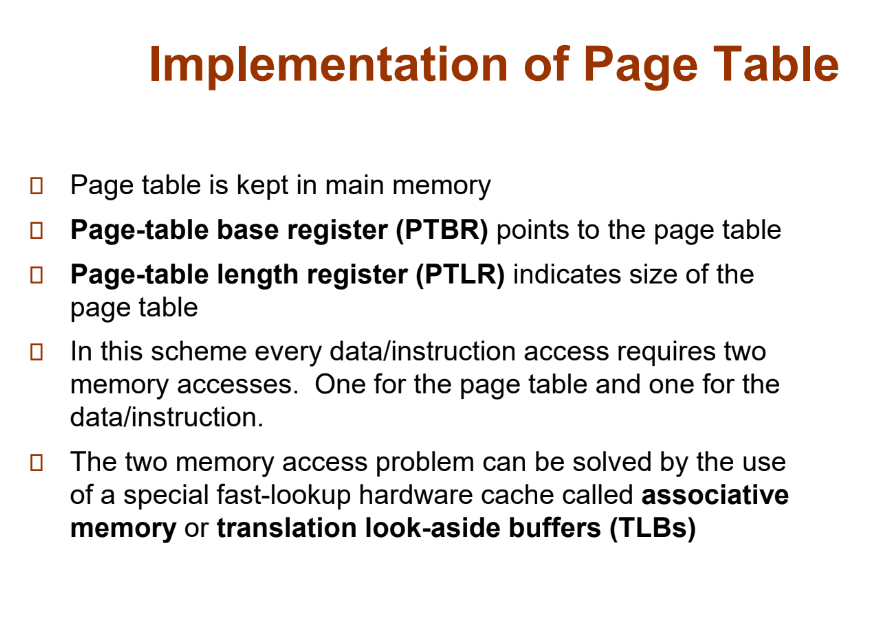 Implementation of Page Table
Page table is kept in main memory
Page-table base register (PTBR) points to the page table
Page-table length register (PTLR) indicates size of the
page table
In this scheme every data/instruction access requires two
memory accesses.  One for the page table and one for the
data/instruction.
The two memory access problem can be solved by the use
of a special fast-lookup hardware cache called associative
memory or translation look-aside buffers (TLBs)